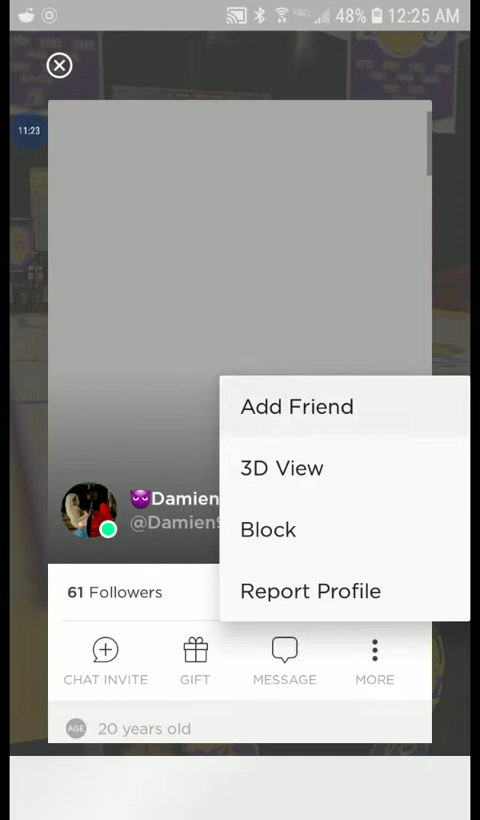 48% 12:25 AM
11:23
Add Friend
3D View
😈Damien
Block
61 Followers
Report Profile
CHAT INVITE GIFT MESSAGE MORE
AGE 20 years old